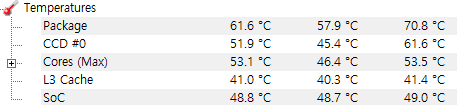 Temperatures
Package 61.6 °C 57.9 °C 70.8 °C
CCD #0 51.9 °C 45.4 °C 61.6 °C
Cores (Max) 53.1 °C 46.4 °C 53.5 °C
L3 Cache 41.0 °C 40.3 °C 41.4 °C
SoC 48.8 °C 48.7 °C 49.0 °C